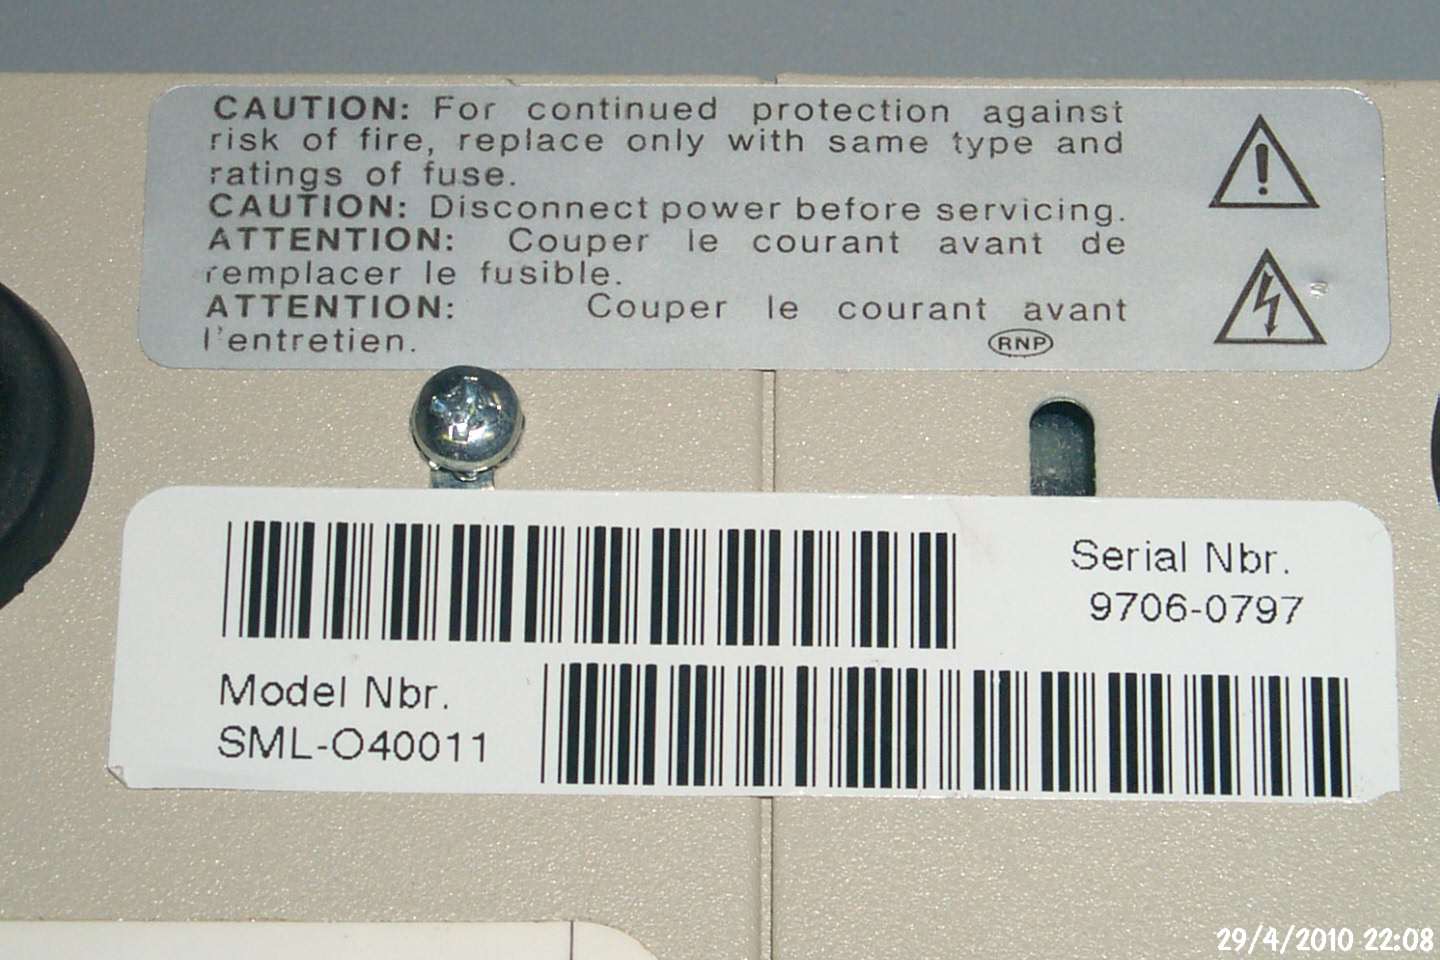 CAUTION: For continued protection against
risk of fire, replace only with same type and
ratings of fuse.
CAUTION: Disconnect power before servicing.
ATTENTION: Couper le courant avant de
remplacer le fusible.
ATTENTION: Couper le courant avant
l'entretien.
RNP
Serial Nbr.
9706-0797
Model Nbr.
SML-O40011
29/4/2010 22:08